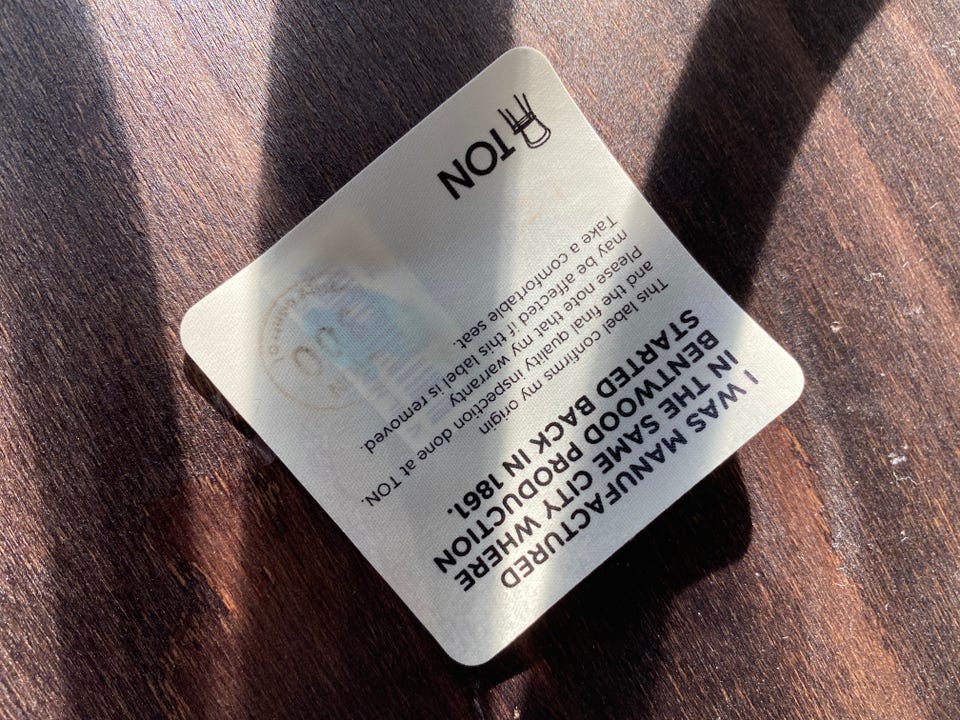 I WAS MANUFACTURED
IN THE SAME CITY WHERE
BENTWOOD PRODUCTION
STARTED BACK IN 1861.
This label confirms my origin
and the final quality inspection done at TON.
Please note that my warranty
may be affected if this label is removed.
Take a comfortable seat.
TON